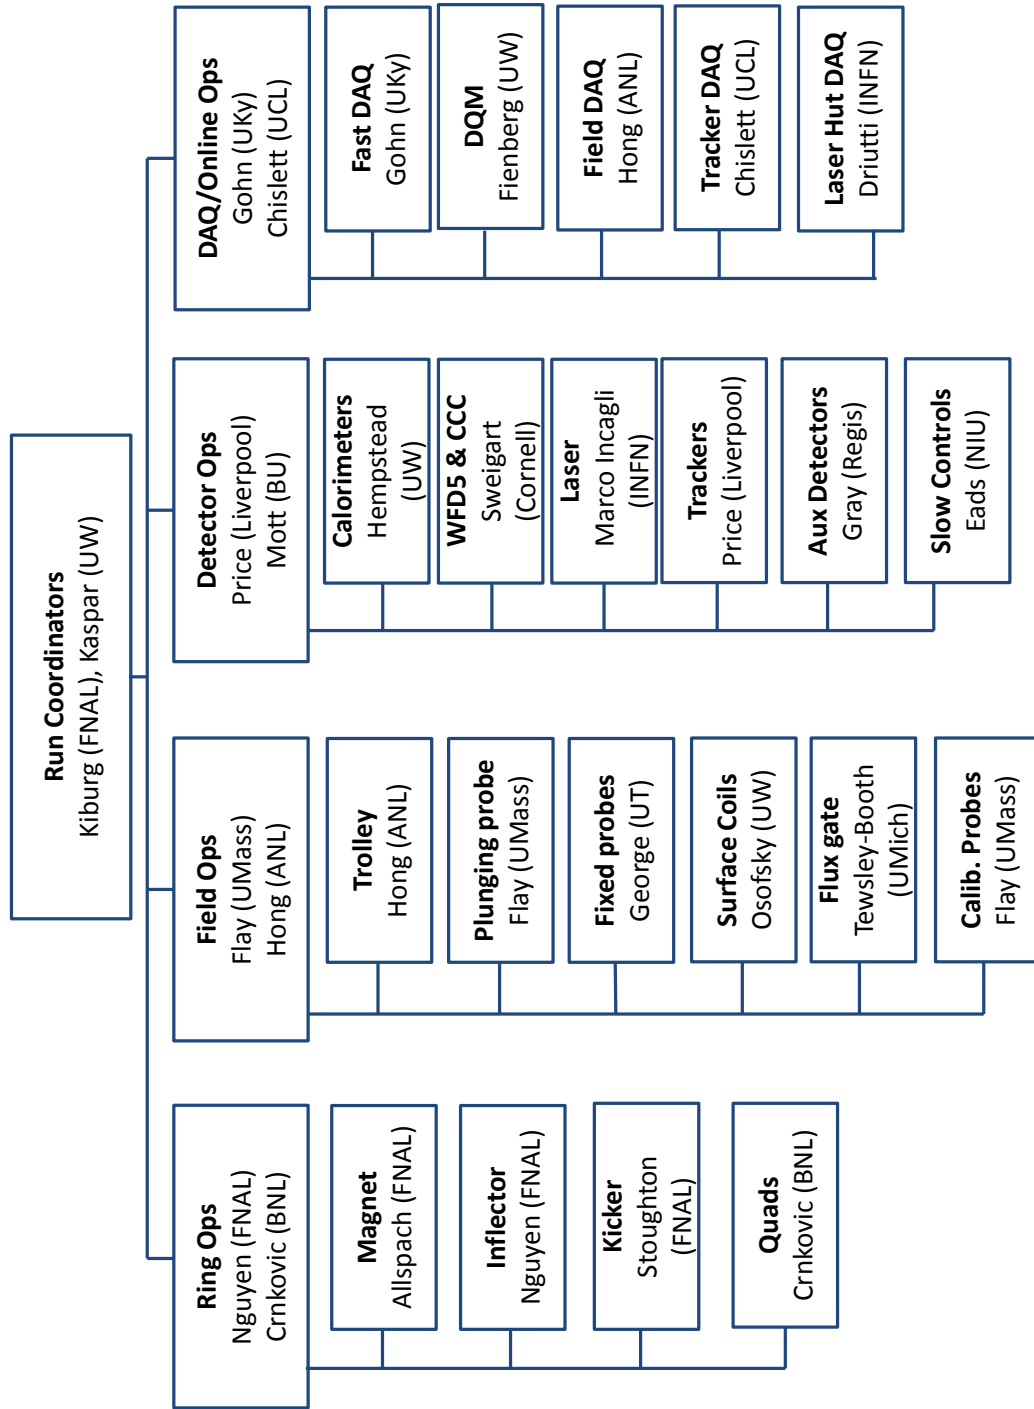 Run Coordinators
Kiburg (FNAL), Kaspar (UW)
Ring Ops
Nguyen (FNAL)
Crnkovic (BNL)
Magnet
Allspach (FNAL)
Inflector
Nguyen (FNAL)
Kicker
Stoughton
(FNAL)
Quads
Crnkovic (BNL)
Field Ops
Flay (UMass)
Hong (ANL)
Trolley
Hong (ANL)
Plunging probe
Flay (UMass)
Fixed probes
George (UT)
Surface Coils
Osofsky (UW)
Flux gate
Tewsley-Booth
(UMich)
Calib. Probes
Flay (UMass)
Detector Ops
Price (Liverpool)
Mott (BU)
Calorimeters
Hempstead
(UW)
WFD5 & CCC
Sweigart
(Cornell)
Laser
Marco Incagli
(INFN)
Trackers
Price (Liverpool)
Aux Detectors
Gray (Regis)
Slow Controls
Eads (NIU)
DAQ/Online Ops
Gohn (UKy)
Chislett (UCL)
Fast DAQ
Gohn (UKy)
DQM
Fienberg (UW)
Field DAQ
Hong (ANL)
Tracker DAQ
Chislett (UCL)
Laser Hut DAQ
Driutti (INFN)